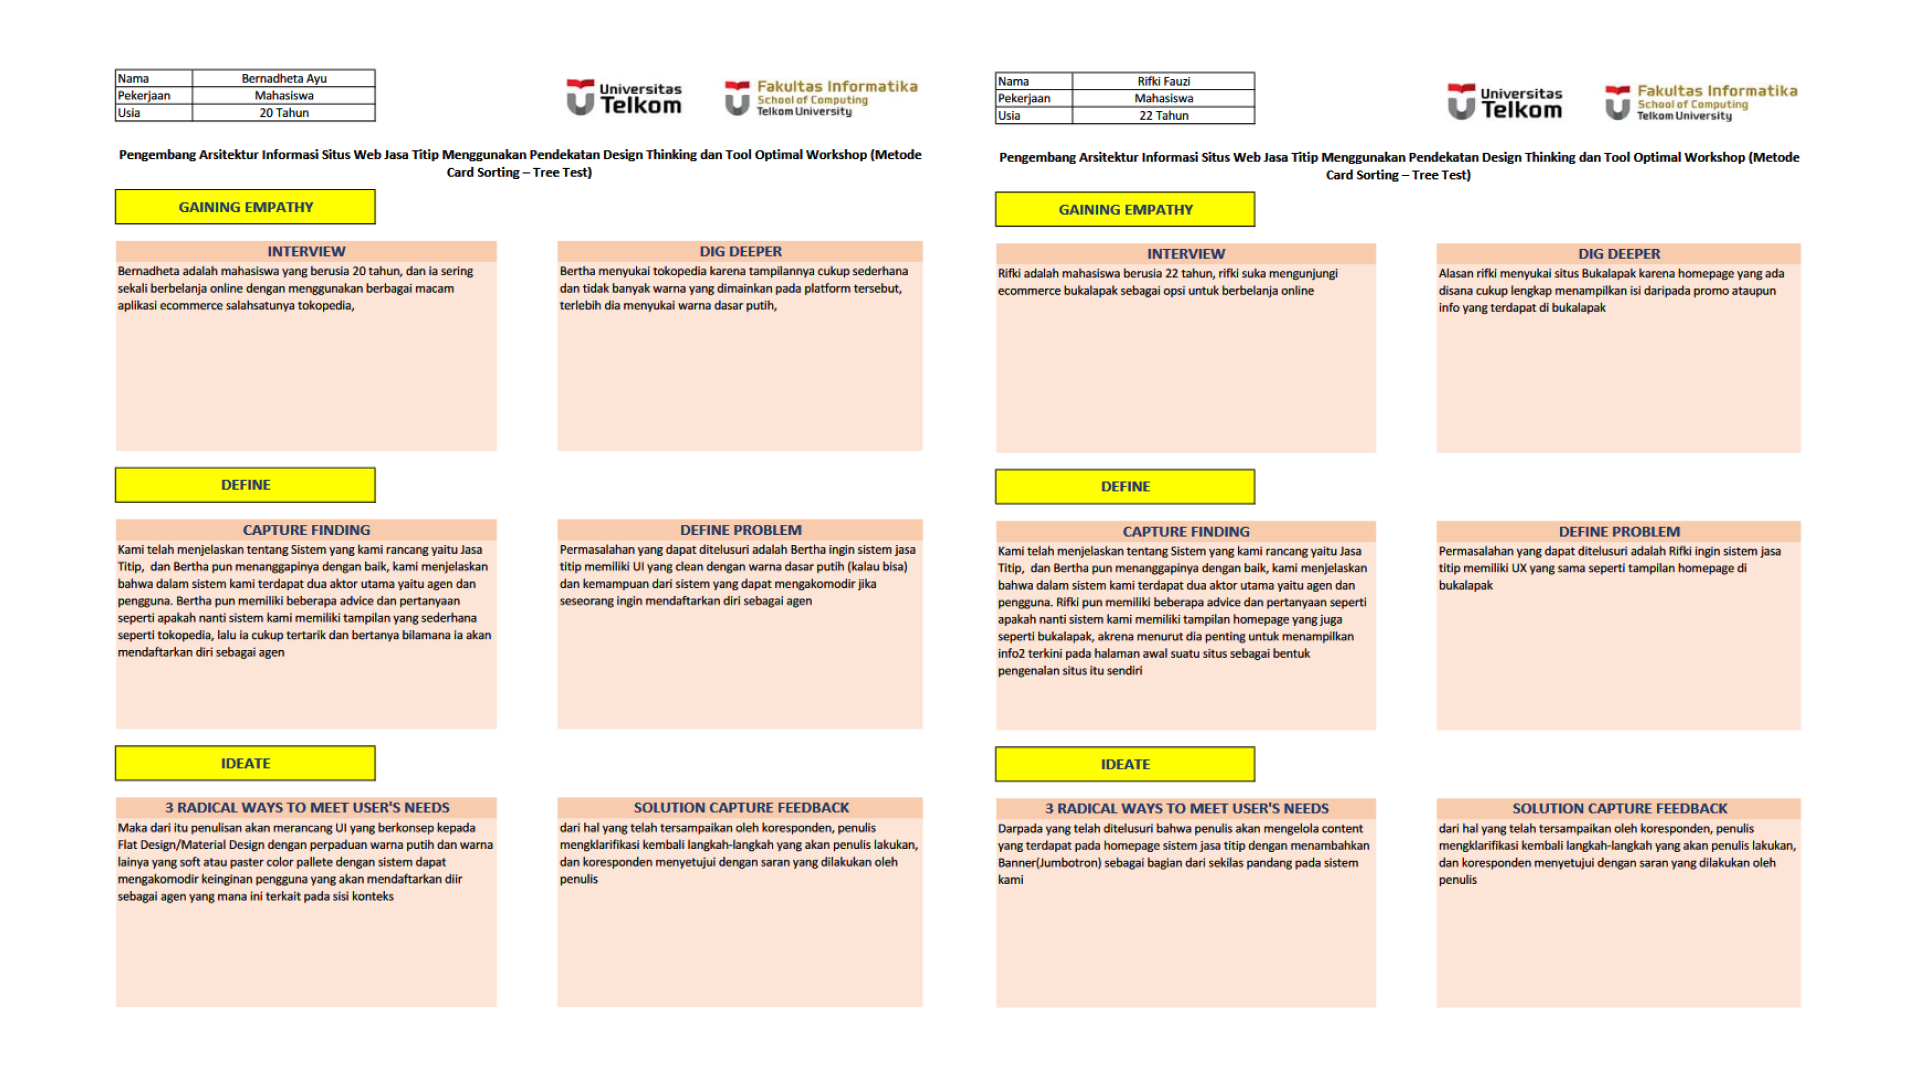 Nama Bernadheta Ayu
Pekerjaan Mahasiswa
Usia 20 Tahun
Universitas
Telkom
Fakultas Informatika
School of Computing
Telkom University
Pengembang Arsitektur Informasi Situs Web Jasa Titip Menggunakan Pendekatan Design Thinking dan Tool Optimal Workshop (Metode
Card Sorting – Tree Test)
GAINING EMPATHY
INTERVIEW
Bernadheta adalah mahasiswa yang berusia 20 tahun, dan ia sering
sekali berbelanja online dengan menggunakan berbagai macam
aplikasi ecommerce salahsatunya tokopedia,
DIG DEEPER
Bertha menyukai tokopedia karena tampilannya cukup sederhana
dan tidak banyak warna yang dimainkan pada platform tersebut,
terlebih dia menyukai warna dasar putih,
DEFINE
CAPTURE FINDING
Kami telah menjelaskan tentang Sistem yang kami rancang yaitu Jasa
Titip,  dan Bertha pun menanggapinya dengan baik, kami menjelaskan
bahwa dalam sistem kami terdapat dua aktor utama yaitu agen dan
pengguna. Bertha pun memiliki beberapa advice dan pertanyaan
seperti apakah nanti sistem kami memiliki tampilan yang sederhana
seperti tokopedia, lalu ia cukup tertarik dan bertanya bilamana ia akan
mendaftarkan diri sebagai agen
DEFINE PROBLEM
Permasalahan yang dapat ditelusuri adalah Bertha ingin sistem jasa
titip memiliki UI yang clean dengan warna dasar putih (kalau bisa)
dan kemampuan dari sistem yang dapat mengakomodir jika
seseorang ingin mendaftarkan diri sebagai agen
IDEATE
3 RADICAL WAYS TO MEET USER'S NEEDS
Maka dari itu penulisan akan merancang UI yang berkonsep kepada
Flat Design/Material Design dengan perpaduan warna putih dan warna
lainya yang soft atau paster color pallete dengan sistem dapat
mengakomodir keinginan pengguna yang akan mendaftarkan diir
sebagai agen yang mana ini terkait pada sisi konteks
SOLUTION CAPTURE FEEDBACK
dari hal yang telah tersampaikan oleh koresponden, penulis
mengklarifikasi kembali langkah-langkah yang akan penulis lakukan,
dan koresponden menyetujui dengan saran yang dilakukan oleh
penulis
Nama Rifki Fauzi
Pekerjaan Mahasiswa
Usia 22 Tahun
Universitas
Telkom
Fakultas Informatika
School of Computing
Telkom University
Pengembang Arsitektur Informasi Situs Web Jasa Titip Menggunakan Pendekatan Design Thinking dan Tool Optimal Workshop (Metode
Card Sorting – Tree Test)
GAINING EMPATHY
INTERVIEW
Rifki adalah mahasiswa berusia 22 tahun, rifki suka mengunjungi
ecommerce bukalapak sebagai opsi untuk berbelanja online
DIG DEEPER
Alasan rifki menyukai situs Bukalapak karena homepage yang ada
disana cukup lengkap menampilkan isi daripada promo ataupun
info yang terdapat di bukalapak
DEFINE
CAPTURE FINDING
Kami telah menjelaskan tentang Sistem yang kami rancang yaitu Jasa
Titip,  dan Bertha pun menanggapinya dengan baik, kami menjelaskan
bahwa dalam sistem kami terdapat dua aktor utama yaitu agen dan
pengguna. Rifki pun memiliki beberapa advice dan pertanyaan seperti
apakah nanti sistem kami memiliki tampilan homepage yang juga
seperti bukalapak, akrena menurut dia penting untuk menampilkan
info2 terkini pada halaman awal suatu situs sebagai bentuk
pengenalan situs itu sendiri
DEFINE PROBLEM
Permasalahan yang dapat ditelusuri adalah Rifki ingin sistem jasa
titip memiliki UX yang sama seperti tampilan homepage di
bukalapak
IDEATE
3 RADICAL WAYS TO MEET USER'S NEEDS
Darpada yang telah ditelusuri bahwa penulis akan mengelola content
yang terdapat pada homepage sistem jasa titip dengan menambahkan
Banner(Jumbotron) sebagai bagian dari sekilas pandang pada sistem
kami
SOLUTION CAPTURE FEEDBACK
dari hal yang telah tersampaikan oleh koresponden, penulis
mengklarifikasi kembali langkah-langkah yang akan penulis lakukan,
dan koresponden menyetujui dengan saran yang dilakukan oleh
penulis